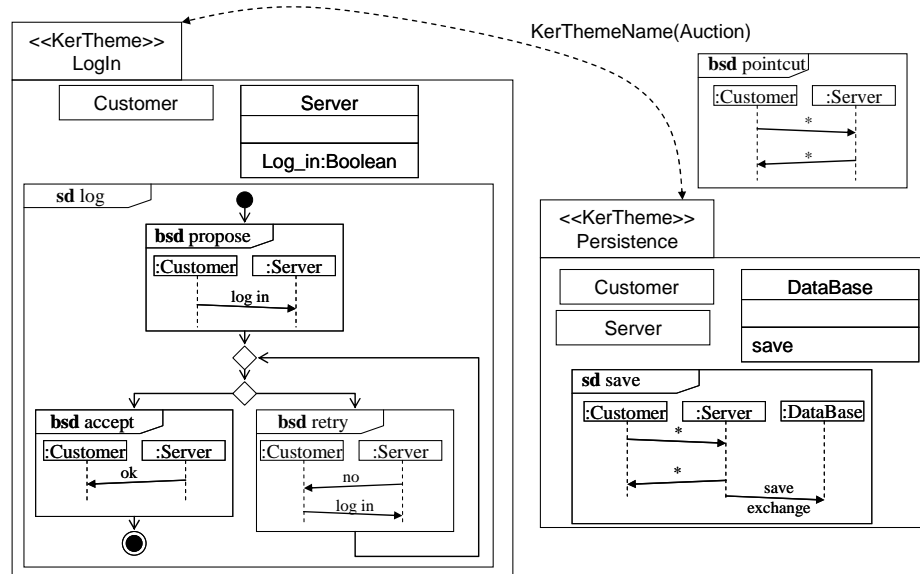 <<KerTheme>>
LogIn
KerThemeName(Auction)
bsd pointcut
:Customer :Server
*
*
Customer
Server
Log_in:Boolean
sd log
bsd propose
:Customer :Server
log in
bsd accept
:Customer :Server
ok
bsd retry
:Customer :Server
no
log in
<<KerTheme>>
Persistence
Customer
Server
DataBase
save
sd save
:Customer :Server :DataBase
*
*
save
exchange